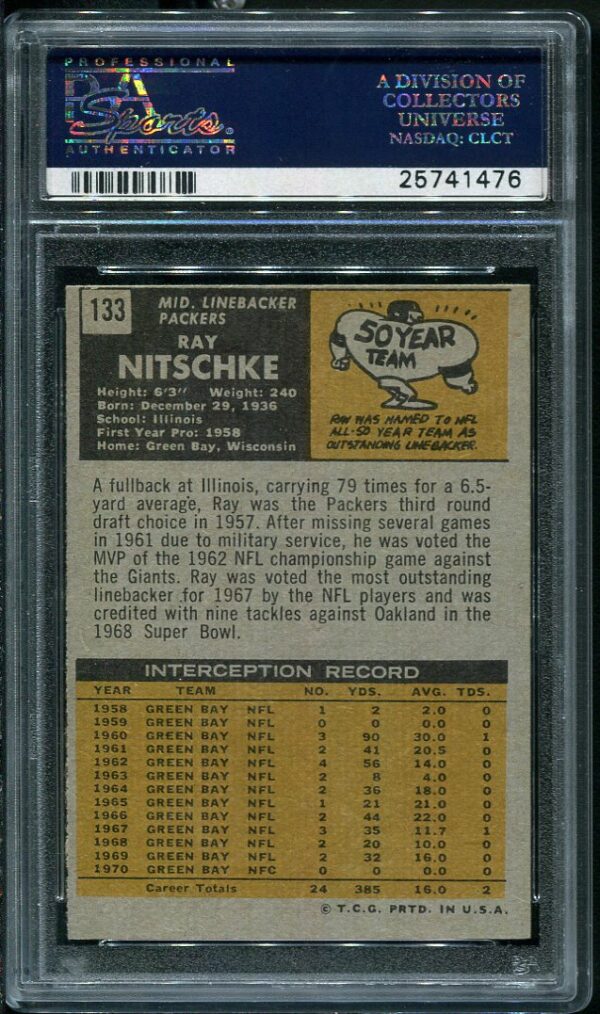 PROFESSIONAL
PSA
Sports
AUTHENTICATOR
A DIVISION OF
COLLECTORS
UNIVERSE
NASDAQ: CLCT
25741476
133
MID. LINEBACKER
PACKERS
RAY
NITSCHKE
Height: 6'3" Weight: 240
Born: December 29, 1936
School: Illinois
First Year Pro: 1958
Home: Green Bay, Wisconsin
50 YEAR
TEAM
RAY WAS NAMED TO NFL
ALL-50 YEAR TEAM AS
OUTSTANDING LINEBACKER.
A fullback at Illinois, carrying 79 times for a 6.5-
yard average, Ray was the Packers third round
draft choice in 1957. After missing several games
in 1961 due to military service, he was voted the
MVP of the 1962 NFL championship game against
the Giants. Ray was voted the most outstanding
linebacker for 1967 by the NFL players and was
credited with nine tackles against Oakland in the
1968 Super Bowl.
INTERCEPTION RECORD
YEAR TEAM NO. YDS. AVG. TDS.
1958 GREEN BAY NFL 1 2 2.0 0
1959 GREEN BAY NFL 0 0 0.0 0
1960 GREEN BAY NFL 3 90 30.0 1
1961 GREEN BAY NFL 2 41 20.5 0
1962 GREEN BAY NFL 4 56 14.0 0
1963 GREEN BAY NFL 2 8 4.0 0
1964 GREEN BAY NFL 2 36 18.0 0
1965 GREEN BAY NFL 1 21 21.0 0
1966 GREEN BAY NFL 2 44 22.0 0
1967 GREEN BAY NFL 3 35 11.7 1
1968 GREEN BAY NFL 2 20 10.0 0
1969 GREEN BAY NFL 2 32 16.0 0
1970 GREEN BAY NFC 0 0 0.0 0
Career Totals 24 385 16.0 2
© T.C.G. PRTD. IN U.S.A.